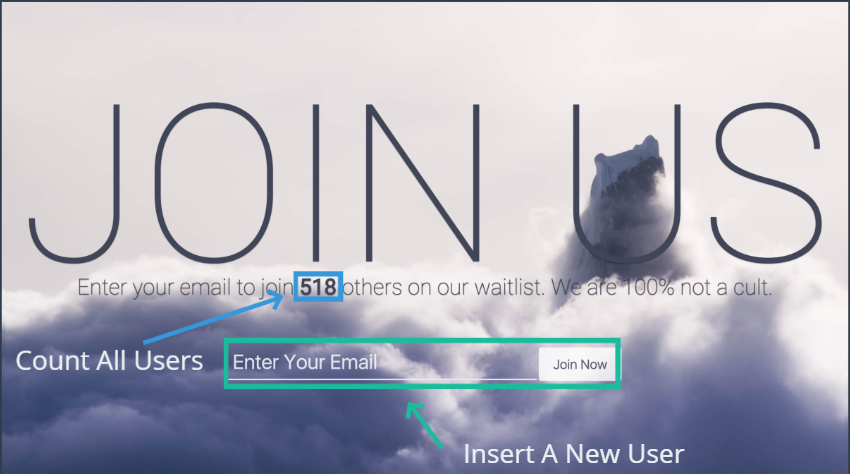 JOIN US
Enter your email to join 518 others on our waitlist. We are 100% not a cult.
Count All Users
Enter Your Email
Join Now
Insert A New User